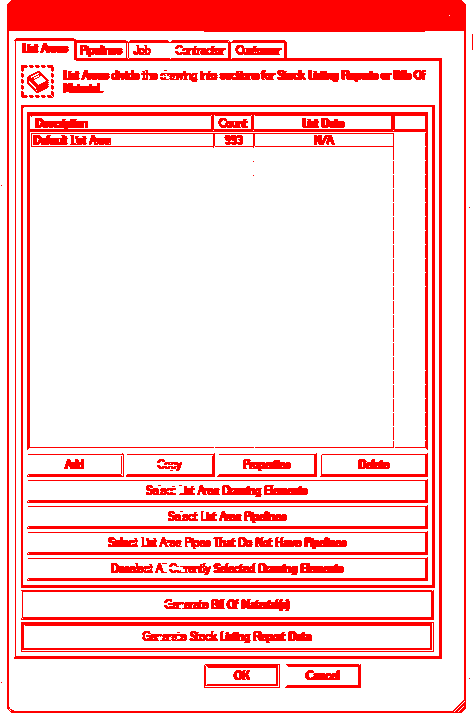 List Areas Pipelines Job Contractor Customer
List Areas divide the drawing into sections for Stock Listing Reports or Bills Of
Material.
Description Count List Date
Default List Area 993 N/A
Add Copy Properties Delete
Select List Area Drawing Elements
Select List Area Pipelines
Select List Area Pipes That Do Not Have Pipelines
Deselect All Currently Selected Drawing Elements
Generate Bill Of Material(s)
Generate Stock Listing Report Data
OK Cancel